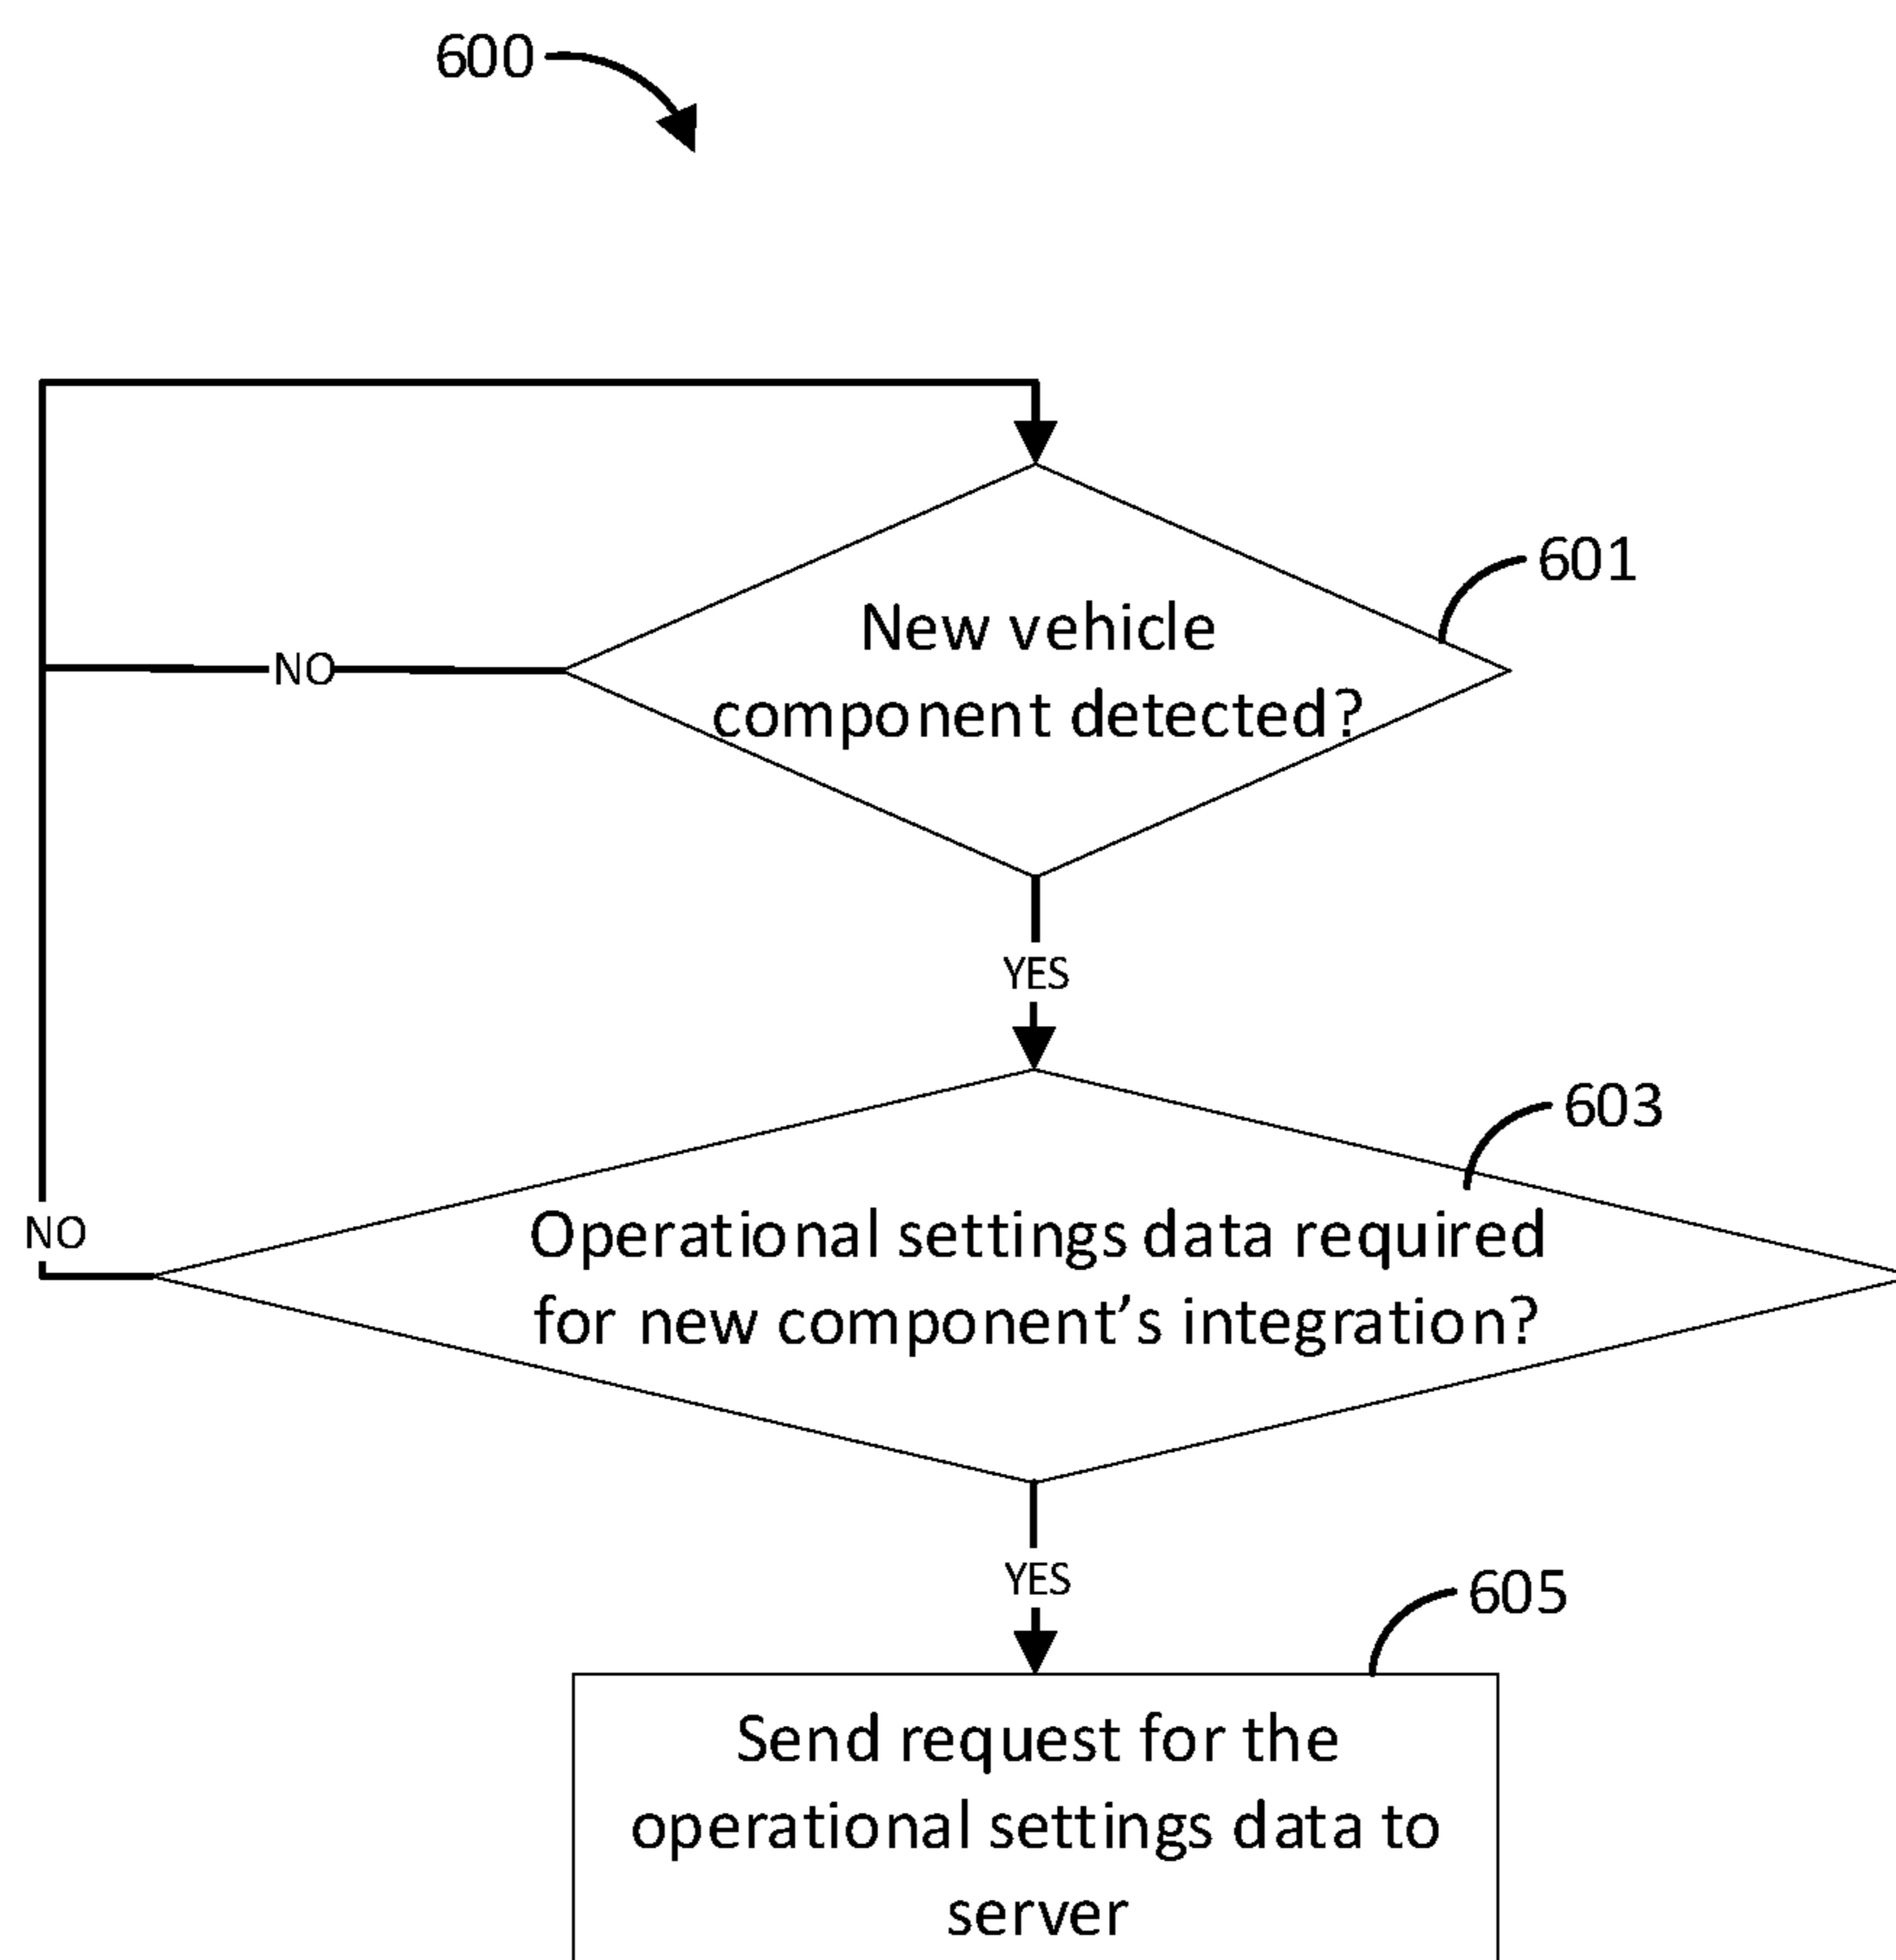 600
601
New vehicle
component detected?
NO
YES
603
Operational settings data required
for new component’s integration?
NO
YES
605
Send request for the
operational settings data to
server